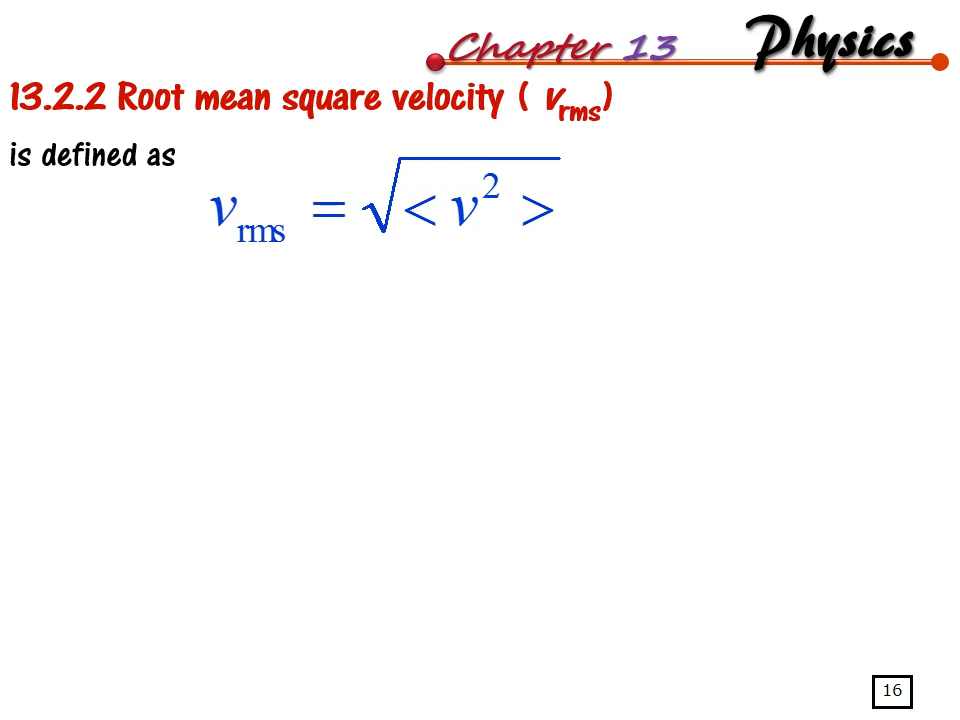 Chapter 13 Physics
13.2.2 Root mean square velocity ( vrms)
is defined as
vrms = √< v² >
16